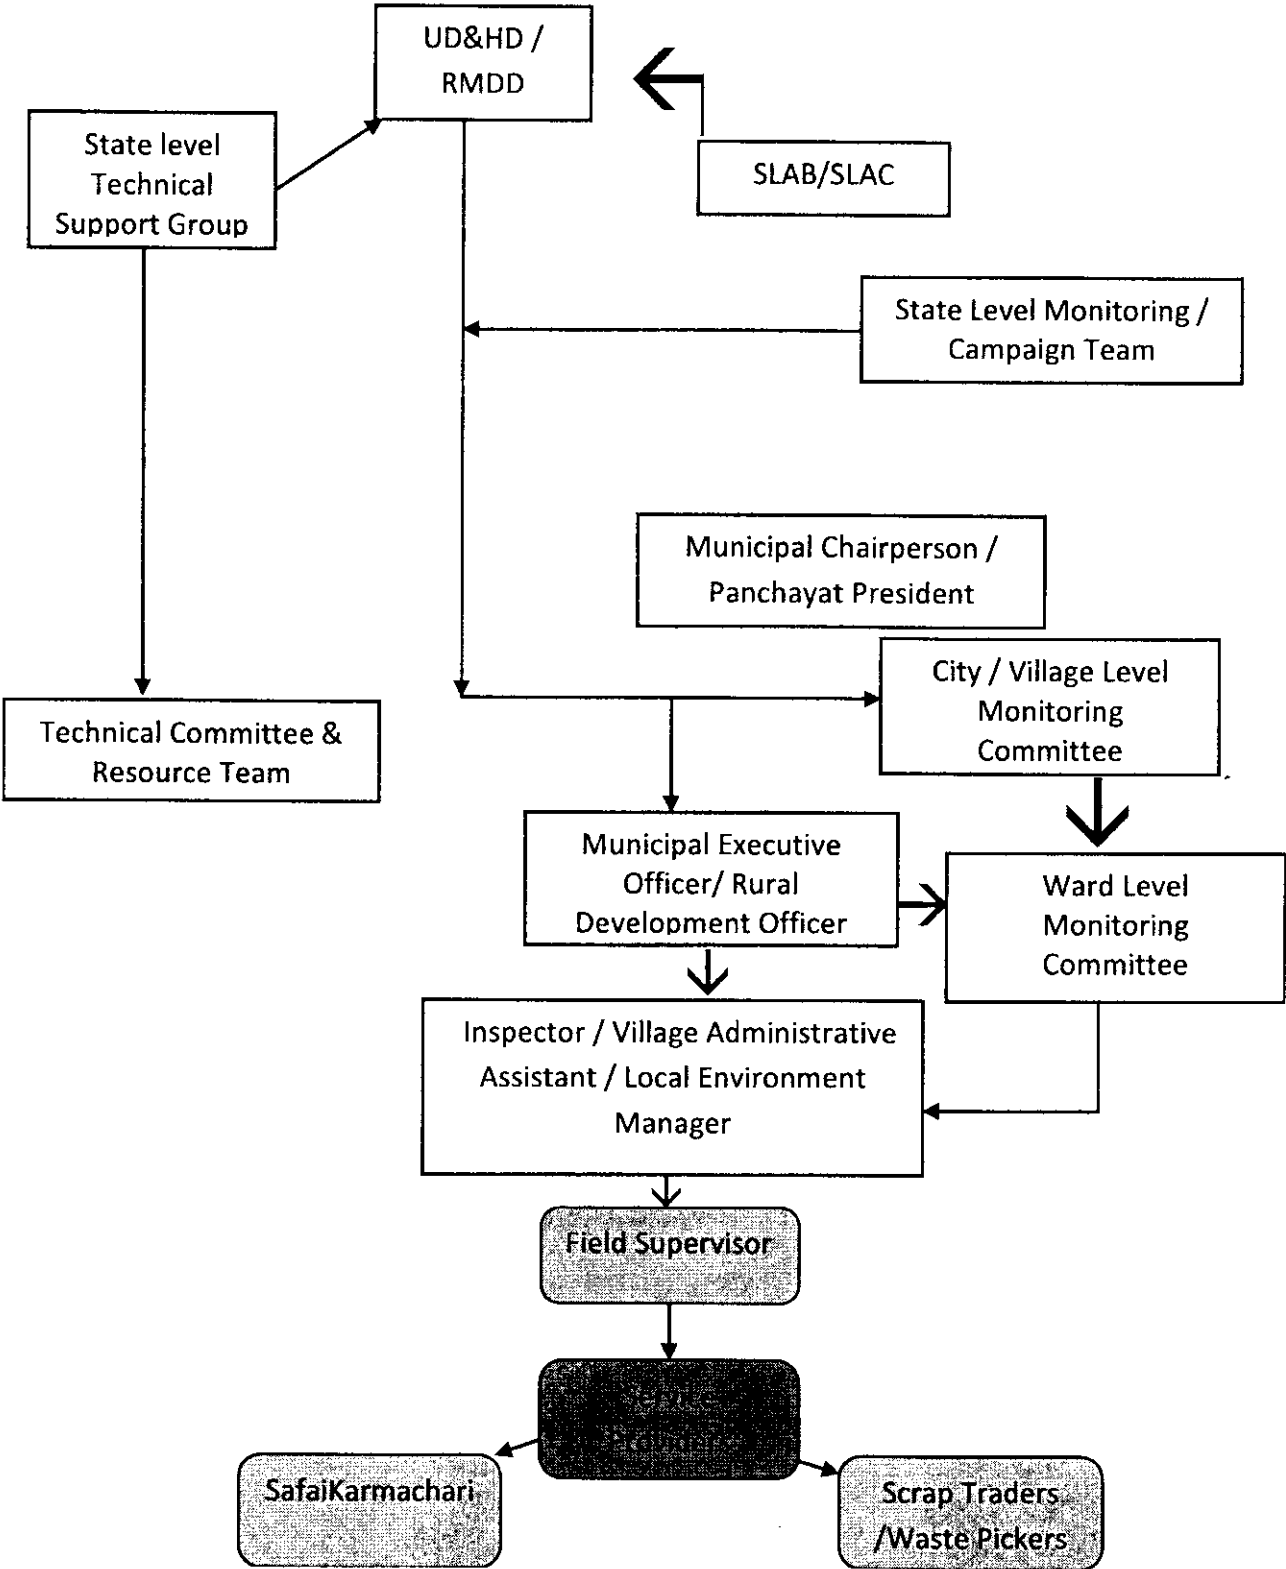 UD&HD /
RMDD
State level
Technical
Support Group
SLAB/SLAC
State Level Monitoring /
Campaign Team
Municipal Chairperson /
Panchayat President
City / Village Level
Monitoring
Committee
Technical Committee &
Resource Team
Municipal Executive
Officer/ Rural
Development Officer
Ward Level
Monitoring
Committee
Inspector / Village Administrative
Assistant / Local Environment
Manager
Field Supervisor
Service
SafaiKarmachari
Scrap Traders
/Waste Pickers